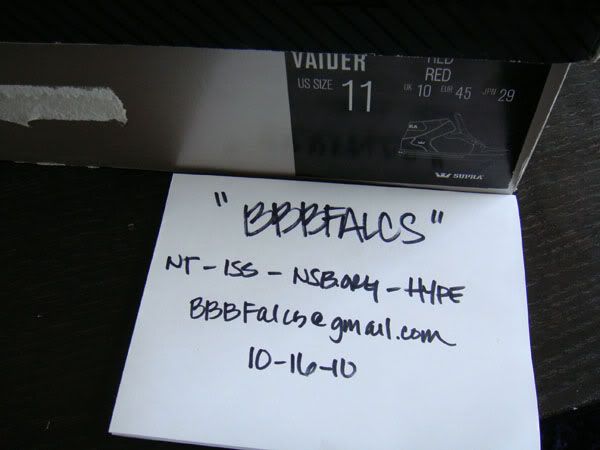 VAIDER
RED
RED
US SIZE 11
UK 10 EUR 45 JPN 29
SUPRA
"BBBFALCS"
NT-ISS-NSB.ORG-HYPE
BBBFalcs@gmail.com
10-16-10